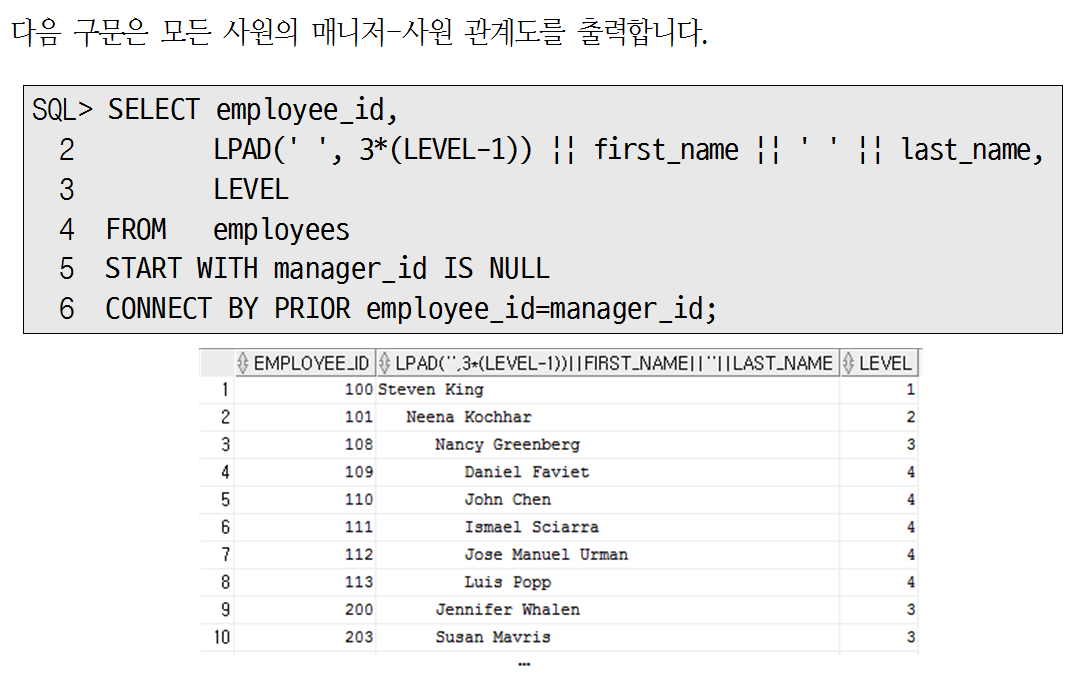 다음 구문은 모든 사원의 매니저-사원 관계도를 출력합니다.
SQL> SELECT employee_id,
2 LPAD(' ', 3*(LEVEL-1)) || first_name || ' ' || last_name,
3 LEVEL
4 FROM employees
5 START WITH manager_id IS NULL
6 CONNECT BY PRIOR employee_id=manager_id;
EMPLOYEE_ID LPAD('',3*(LEVEL-1))||FIRST_NAME||''||LAST_NAME LEVEL
1 100 Steven King 1
2 101 Neena Kochhar 2
3 108 Nancy Greenberg 3
4 109 Daniel Faviet 4
5 110 John Chen 4
6 111 Ismael Sciarra 4
7 112 Jose Manuel Urman 4
8 113 Luis Popp 4
9 200 Jennifer Whalen 3
10 203 Susan Mavris 3
...